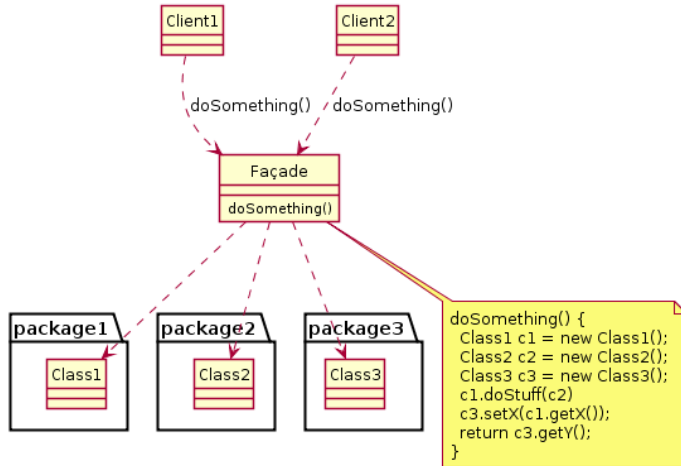 Client1
Client2
doSomething()
doSomething()
Façade
doSomething()
package1
package2
package3
Class1
Class2
Class3
doSomething() {
Class1 c1 = new Class1();
Class2 c2 = new Class2();
Class3 c3 = new Class3();
c1.doStuff(c2)
c3.setX(c1.getX());
return c3.getY();
}